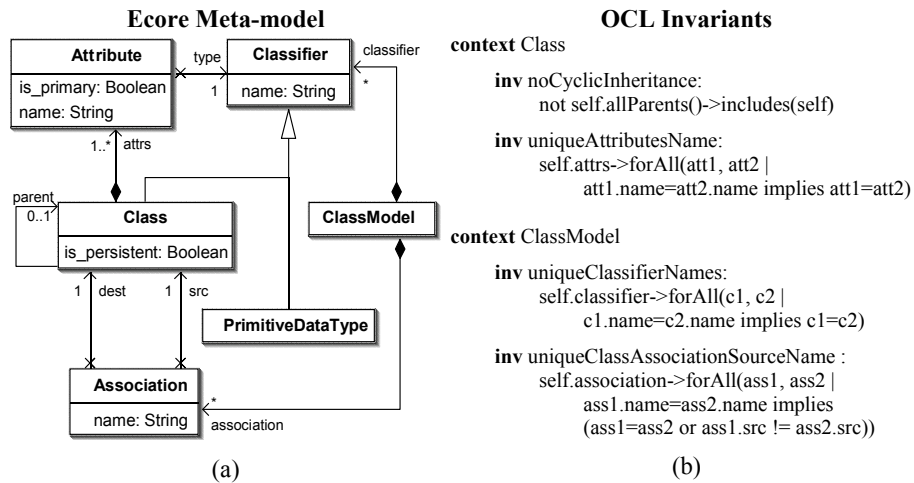 Ecore Meta-model
Attribute
is_primary: Boolean
name: String
type
1
Classifier
name: String
classifier
*
1..*
attrs
parent
0..1
Class
is_persistent: Boolean
ClassModel
1
dest
1
src
PrimitiveDataType
Association
name: String
*
association
(a)
OCL Invariants
context Class
inv noCyclicInheritance:
not self.allParents()->includes(self)
inv uniqueAttributesName:
self.attrs->forAll(att1, att2 |
att1.name=att2.name implies att1=att2)
context ClassModel
inv uniqueClassifierNames:
self.classifier->forAll(c1, c2 |
c1.name=c2.name implies c1=c2)
inv uniqueClassAssociationSourceName :
self.association->forAll(ass1, ass2 |
ass1.name=ass2.name implies
(ass1=ass2 or ass1.src != ass2.src))
(b)